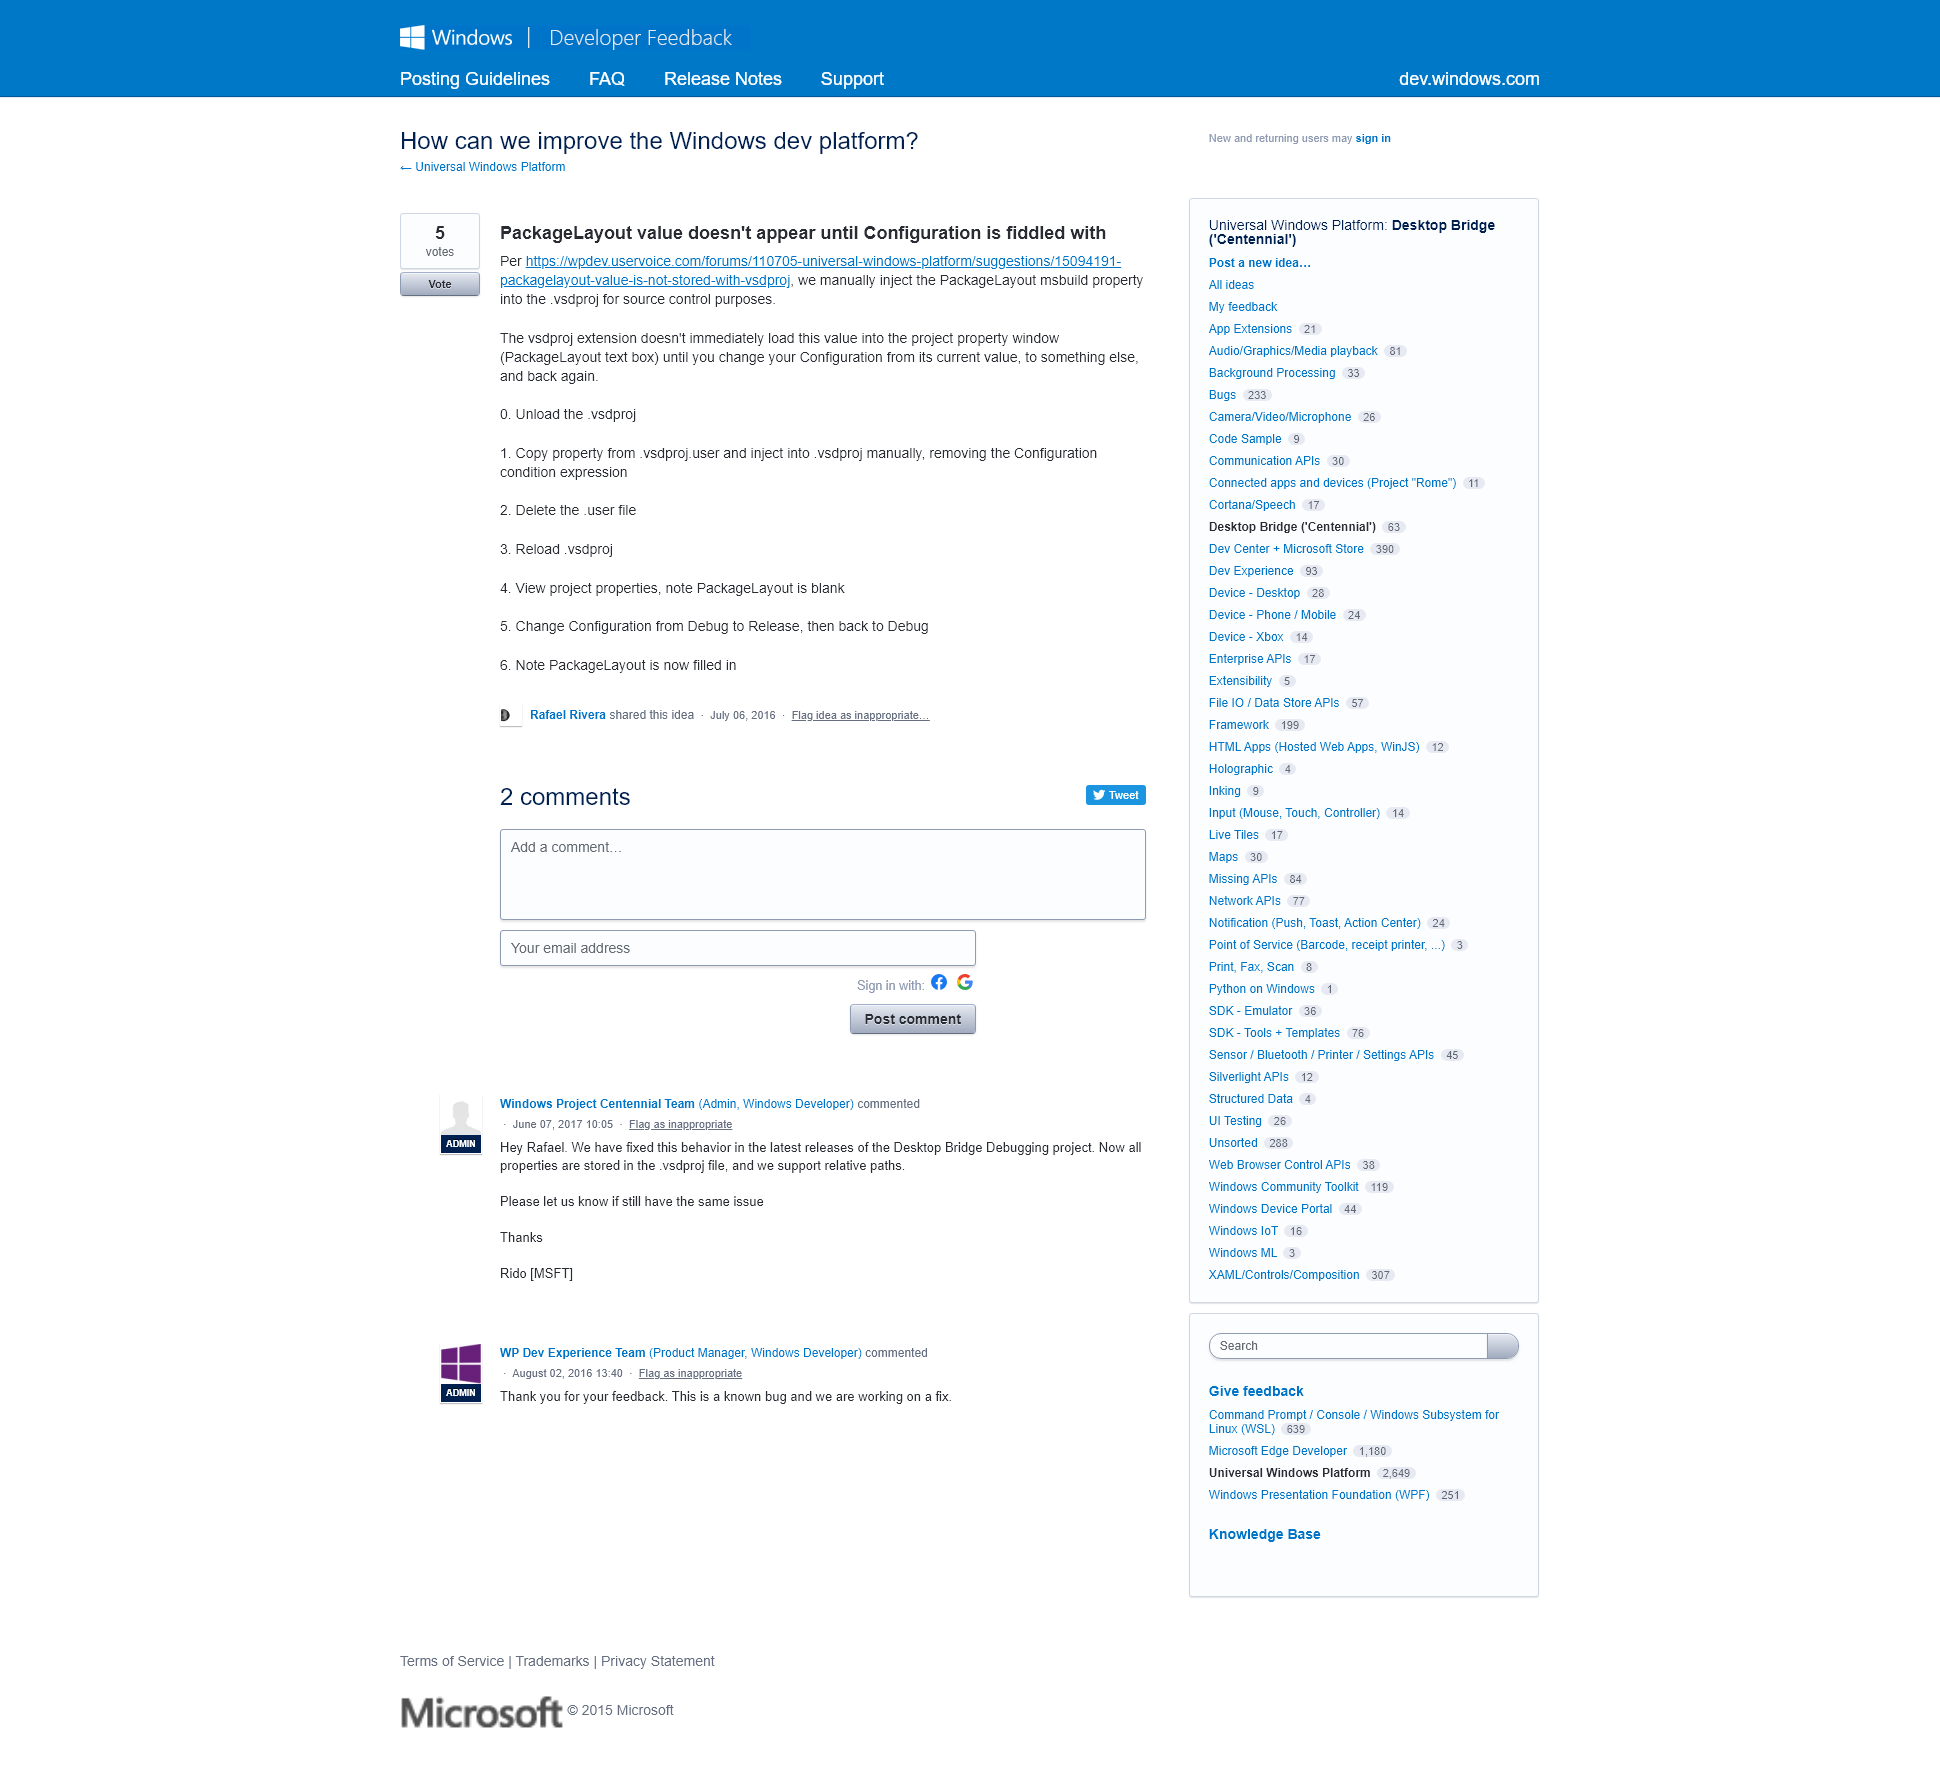 Windows | Developer Feedback
Posting Guidelines FAQ Release Notes Support dev.windows.com
How can we improve the Windows dev platform?
← Universal Windows Platform
New and returning users may sign in
5
votes
Vote
PackageLayout value doesn't appear until Configuration is fiddled with
Per https://wpdev.uservoice.com/forums/110705-universal-windows-platform/suggestions/15094191-
packagelayout-value-is-not-stored-with-vsdproj, we manually inject the PackageLayout msbuild property
into the .vsdproj for source control purposes.
The vsdproj extension doesn't immediately load this value into the project property window
(PackageLayout text box) until you change your Configuration from its current value, to something else,
and back again.
0. Unload the .vsdproj
1. Copy property from .vsdproj.user and inject into .vsdproj manually, removing the Configuration
condition expression
2. Delete the .user file
3. Reload .vsdproj
4. View project properties, note PackageLayout is blank
5. Change Configuration from Debug to Release, then back to Debug
6. Note PackageLayout is now filled in
Rafael Rivera shared this idea · July 06, 2016 · Flag idea as inappropriate…
2 comments
Tweet
Add a comment…
Your email address
Sign in with:
Post comment
ADMIN
Windows Project Centennial Team (Admin, Windows Developer) commented
· June 07, 2017 10:05 · Flag as inappropriate
Hey Rafael. We have fixed this behavior in the latest releases of the Desktop Bridge Debugging project. Now all
properties are stored in the .vsdproj file, and we support relative paths.
Please let us know if still have the same issue
Thanks
Rido [MSFT]
ADMIN
WP Dev Experience Team (Product Manager, Windows Developer) commented
· August 02, 2016 13:40 · Flag as inappropriate
Thank you for your feedback. This is a known bug and we are working on a fix.
Universal Windows Platform: Desktop Bridge
('Centennial')
Post a new idea…
All ideas
My feedback
App Extensions 21
Audio/Graphics/Media playback 81
Background Processing 33
Bugs 233
Camera/Video/Microphone 26
Code Sample 9
Communication APIs 30
Connected apps and devices (Project "Rome") 11
Cortana/Speech 17
Desktop Bridge ('Centennial') 63
Dev Center + Microsoft Store 390
Dev Experience 93
Device - Desktop 28
Device - Phone / Mobile 24
Device - Xbox 14
Enterprise APIs 17
Extensibility 5
File IO / Data Store APIs 57
Framework 199
HTML Apps (Hosted Web Apps, WinJS) 12
Holographic 4
Inking 9
Input (Mouse, Touch, Controller) 14
Live Tiles 17
Maps 30
Missing APIs 84
Network APIs 77
Notification (Push, Toast, Action Center) 24
Point of Service (Barcode, receipt printer, ...) 3
Print, Fax, Scan 8
Python on Windows 1
SDK - Emulator 36
SDK - Tools + Templates 76
Sensor / Bluetooth / Printer / Settings APIs 45
Silverlight APIs 12
Structured Data 4
UI Testing 26
Unsorted 288
Web Browser Control APIs 38
Windows Community Toolkit 119
Windows Device Portal 44
Windows IoT 16
Windows ML 3
XAML/Controls/Composition 307
Search
Give feedback
Command Prompt / Console / Windows Subsystem for
Linux (WSL) 639
Microsoft Edge Developer 1,180
Universal Windows Platform 2,649
Windows Presentation Foundation (WPF) 251
Knowledge Base
Terms of Service | Trademarks | Privacy Statement
Microsoft © 2015 Microsoft